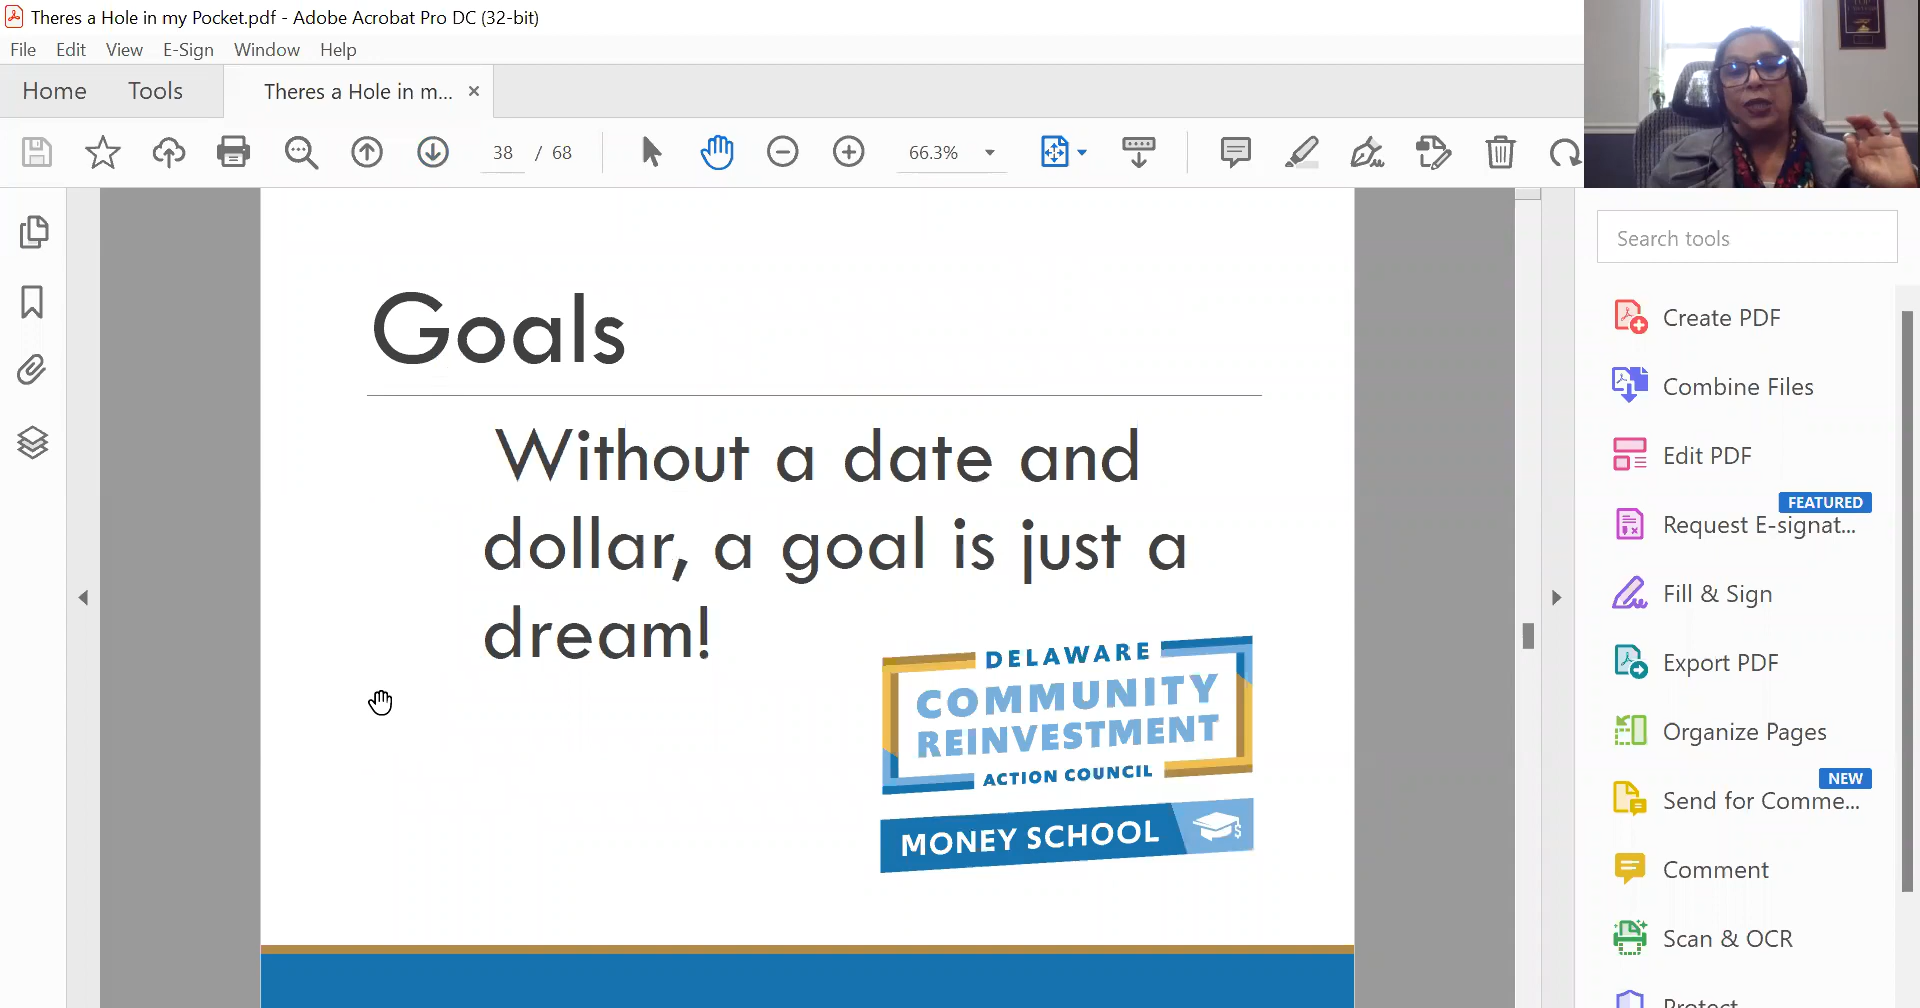 Theres a Hole in my Pocket.pdf - Adobe Acrobat Pro DC (32-bit)
File Edit View E-Sign Window Help
Home Tools Theres a Hole in m... ×
38 / 68 66.3%
Search tools
Create PDF
Combine Files
Edit PDF
FEATURED
Request E-signat...
Fill & Sign
Export PDF
Organize Pages
NEW
Send for Comme...
Comment
Scan & OCR
Goals
Without a date and
dollar, a goal is just a
dream!
DELAWARE
COMMUNITY
REINVESTMENT
ACTION COUNCIL
MONEY SCHOOL